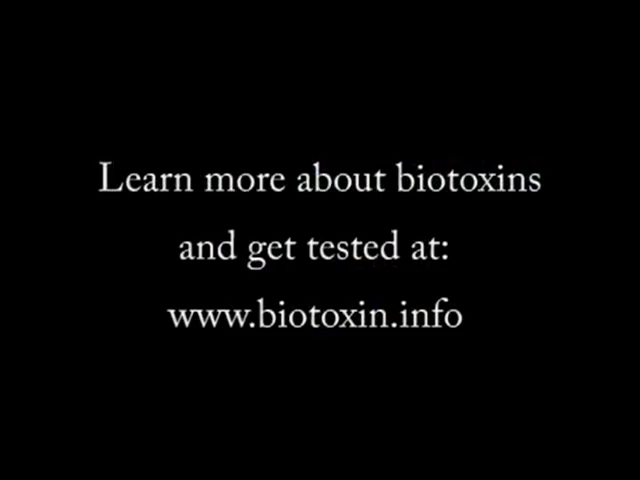 Learn more about biotoxins
and get tested at:
www.biotoxin.info